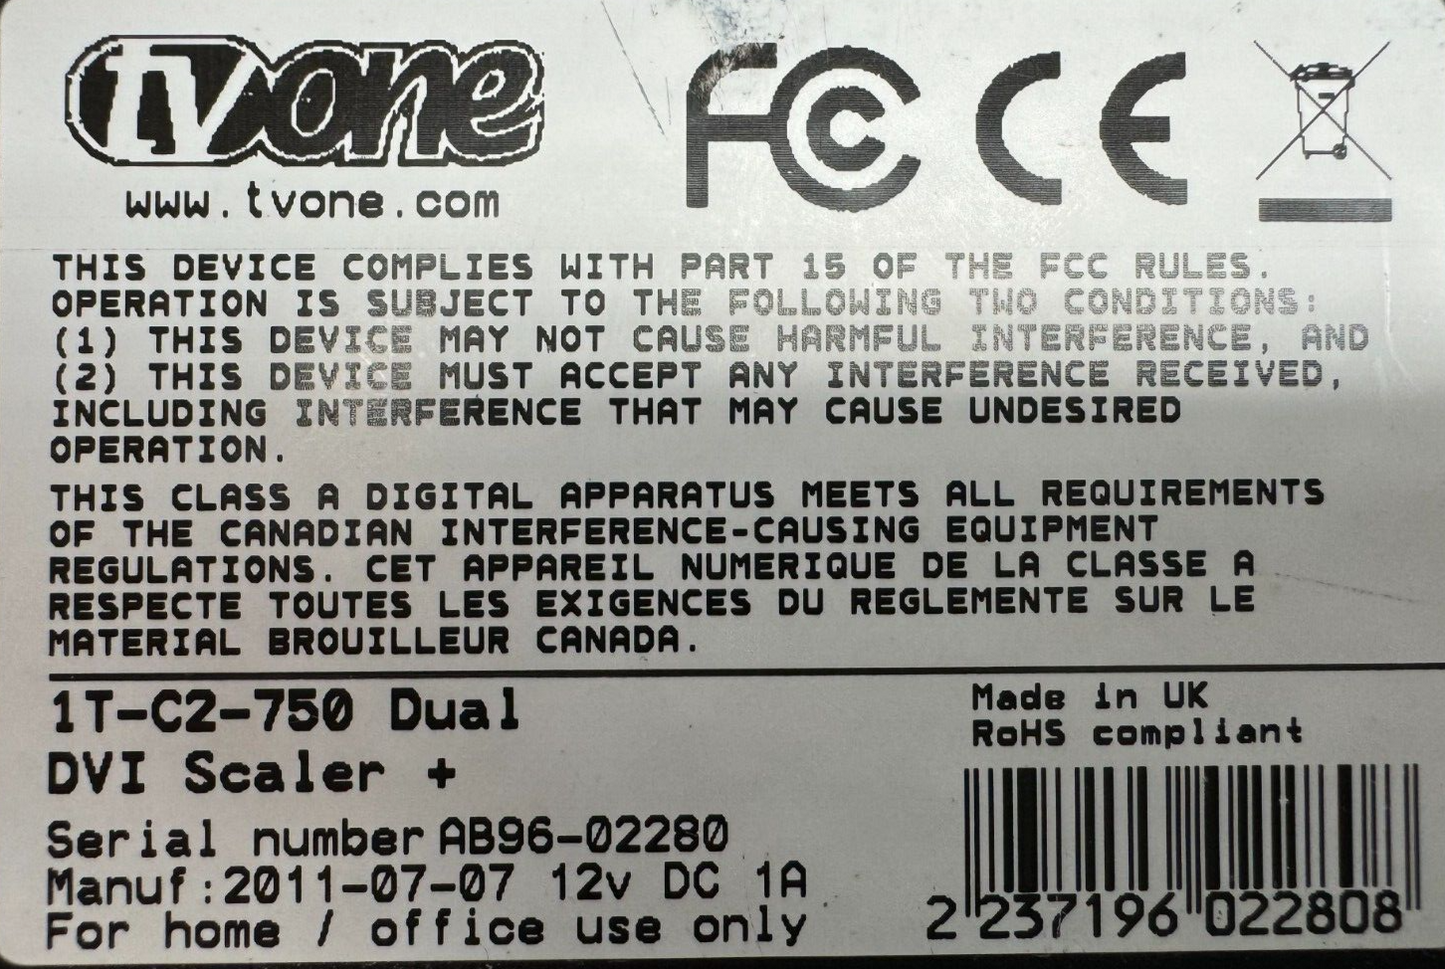 tvone
www.tvone.com
FCC CE
THIS DEVICE COMPLIES WITH PART 15 OF THE FCC RULES.
OPERATION IS SUBJECT TO THE FOLLOWING TWO CONDITIONS:
(1) THIS DEVICE MAY NOT CAUSE HARMFUL INTERFERENCE, AND
(2) THIS DEVICE MUST ACCEPT ANY INTERFERENCE RECEIVED,
INCLUDING INTERFERENCE THAT MAY CAUSE UNDESIRED
OPERATION.
THIS CLASS A DIGITAL APPARATUS MEETS ALL REQUIREMENTS
OF THE CANADIAN INTERFERENCE-CAUSING EQUIPMENT
REGULATIONS. CET APPAREIL NUMERIQUE DE LA CLASSE A
RESPECTE TOUTES LES EXIGENCES DU REGLEMENTE SUR LE
MATERIAL BROUILLEUR CANADA.
1T-C2-750 Dual
DVI Scaler +
Serial number AB96-02280
Manuf:2011-07-07 12v DC 1A
For home / office use only
Made in UK
RoHS compliant
2 237196 022808